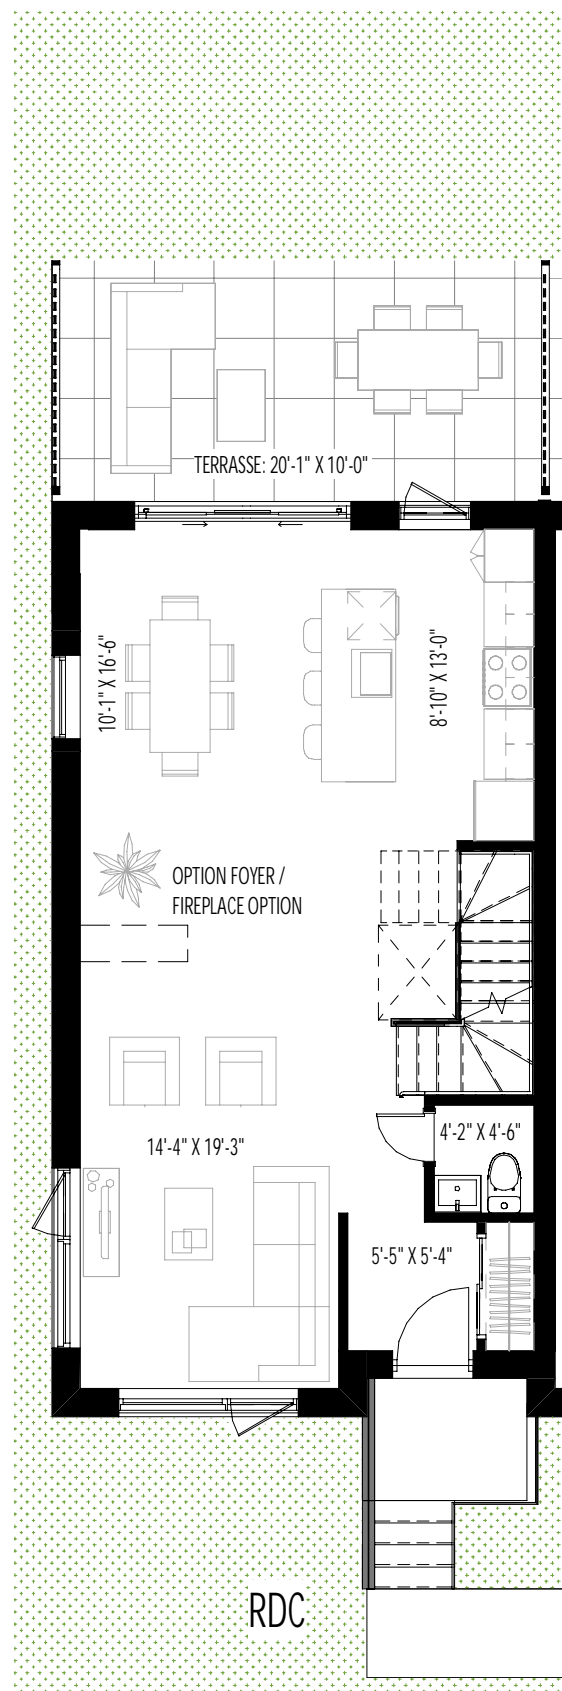 TERRASSE: 20'-1" X 10'-0"
10'-1" X 16'-6"
8'-10" X 13'-0"
OPTION FOYER /
FIREPLACE OPTION
14'-4" X 19'-3"
4'-2" X 4'-6"
5'-5" X 5'-4"
RDC